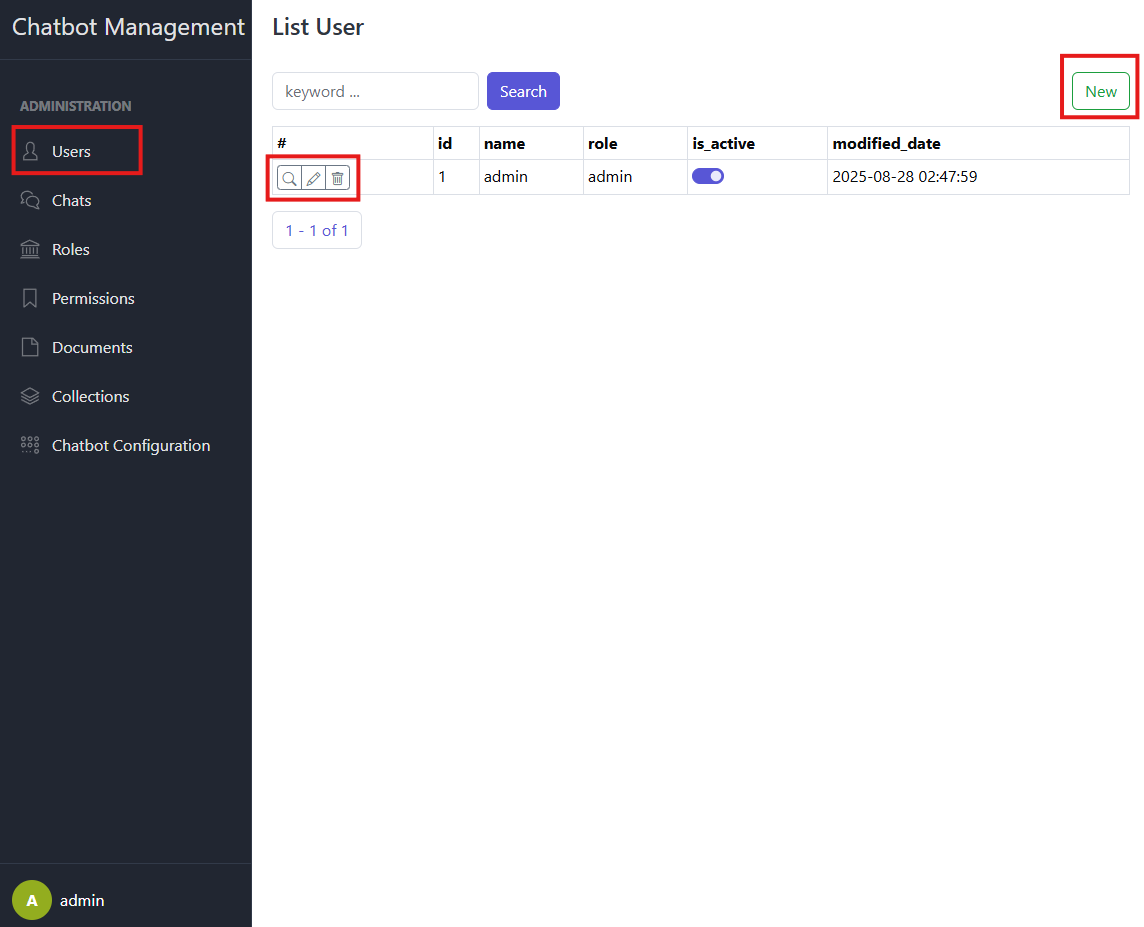 Chatbot Management
ADMINISTRATION
Users
Chats
Roles
Permissions
Documents
Collections
Chatbot Configuration
A admin
List User
keyword ... Search New
# id name role is_active modified_date
1 admin admin 2025-08-28 02:47:59
1 - 1 of 1